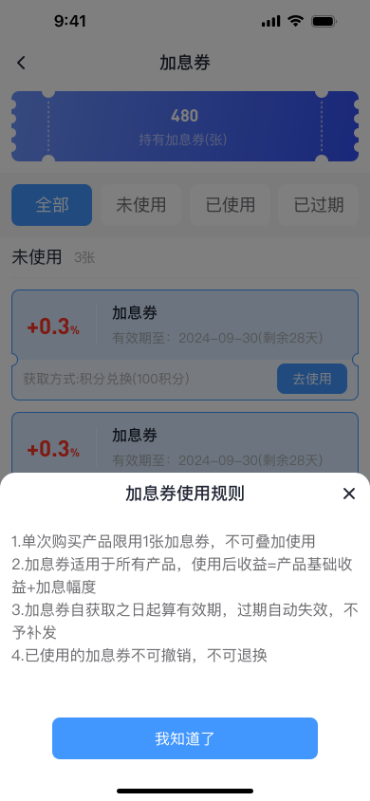 9:41
加息券
480
持有加息券(张)
全部
未使用
已使用
已过期
未使用 3张
+0.3%
加息券
有效期至：2024-09-30(剩余28天)
获取方式:积分兑换(100积分)
去使用
+0.3%
加息券
有效期至：2024-09-30(剩余28天)
加息券使用规则
1.单次购买产品限用1张加息券，不可叠加使用
2.加息券适用于所有产品，使用后收益=产品基础收
益+加息幅度
3.加息券自获取之日起算有效期，过期自动失效，不
予补发
4.已使用的加息券不可撤销，不可退换
我知道了